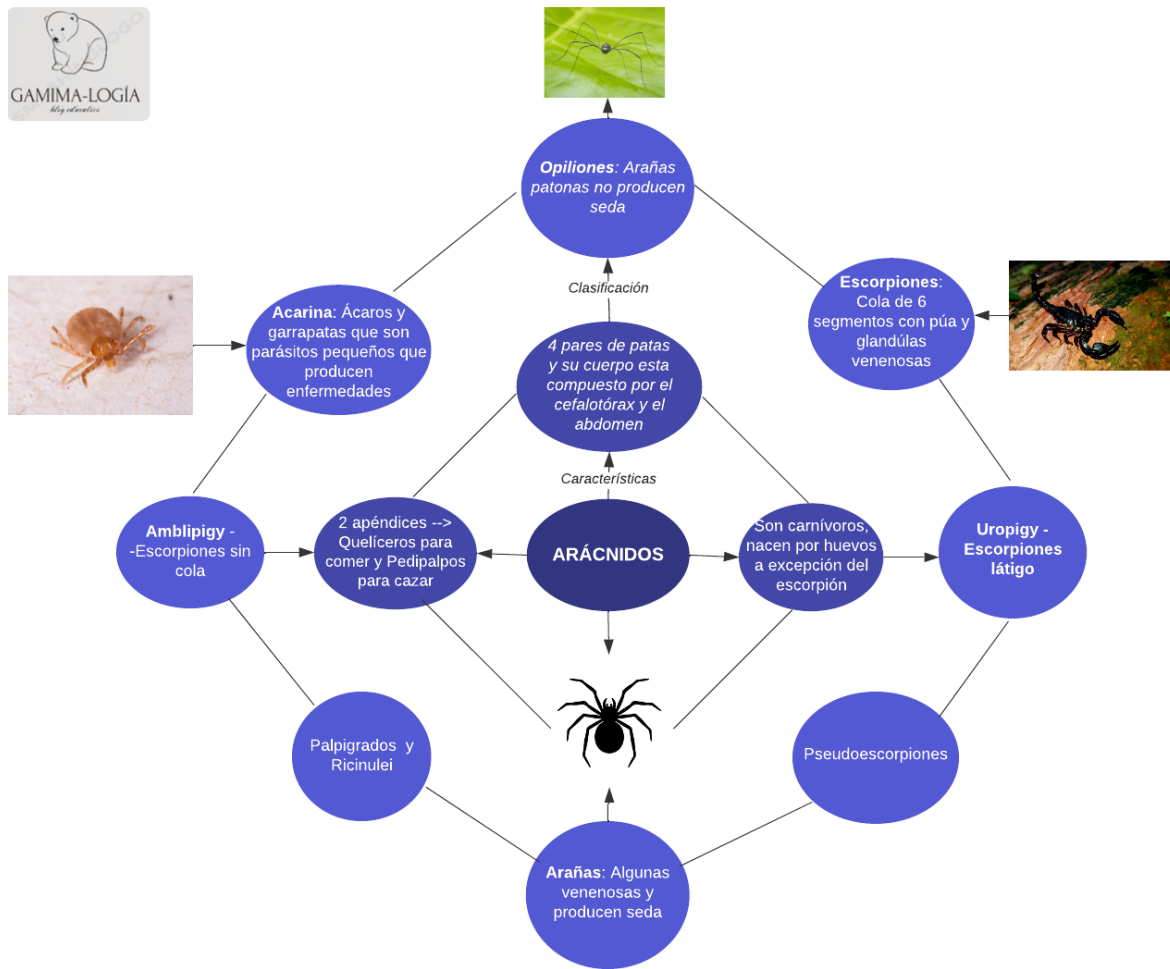 GAMIMA-LOGÍA
blog educativo
Opiliones: Arañas
patonas no producen
seda
Clasificación
Escorpiones:
Cola de 6
segmentos con púa y
glandúlas
venenosas
Acarina: Ácaros y
garrapatas que son
parásitos pequeños que
producen
enfermedades
4 pares de patas
y su cuerpo esta
compuesto por el
cefalotórax y el
abdomen
Características
Amblipigy -
-Escorpiones sin
cola
2 apéndices -->
Quelíceros para
comer y Pedipalpos
para cazar
ARÁCNIDOS
Son carnívoros,
nacen por huevos
a excepción del
escorpión
Uropigy -
Escorpiones
látigo
Palpigrados y
Ricinulei
Pseudoescorpiones
Arañas: Algunas
venenosas y
producen seda